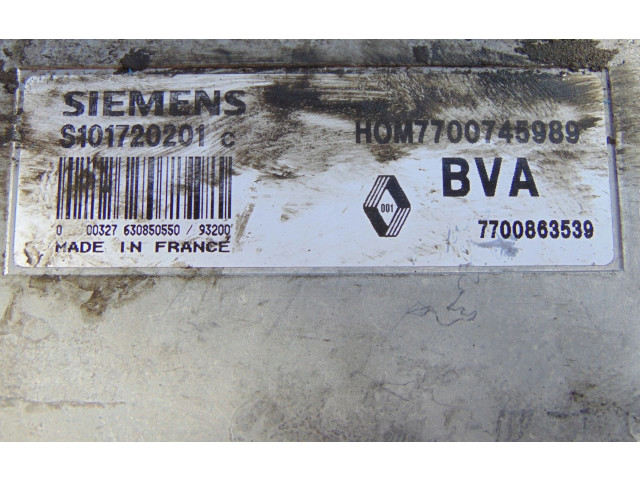 SIEMENS
S101720201 C
HOM7700745989
BVA
001
7700863539
0 00327 630850550 / 93200
MADE IN FRANCE